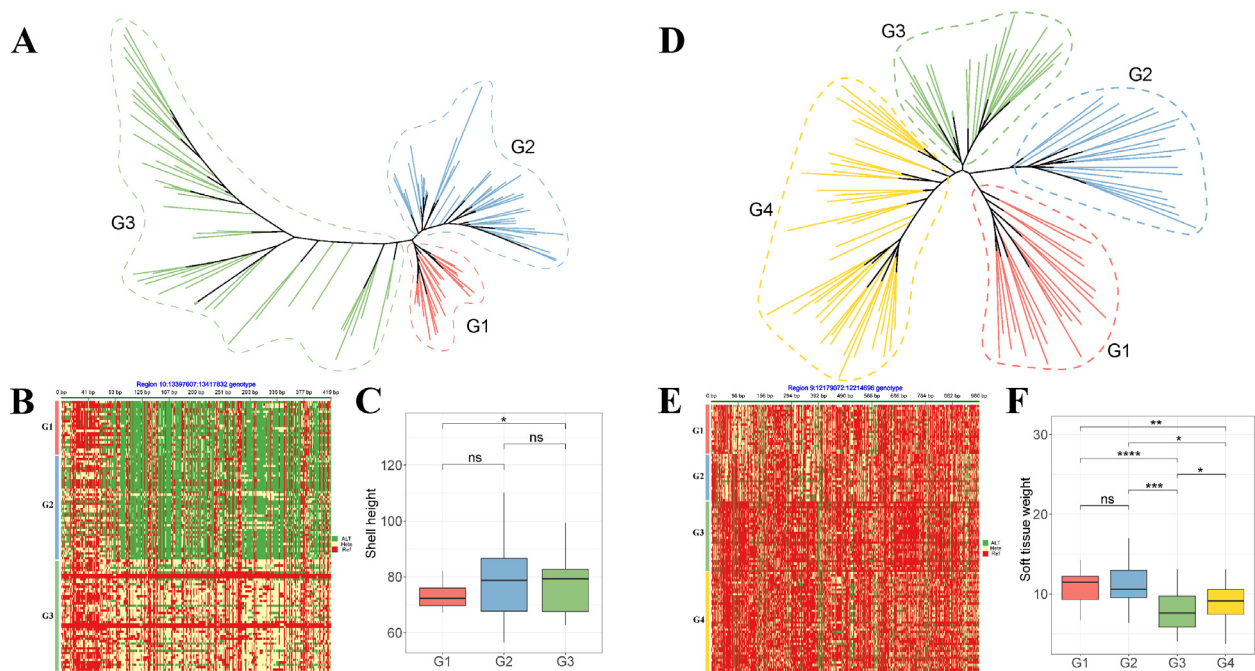 A
G3
G2
G1
D
G3
G2
G4
G1
B
Region 10:13397607:13417832 genotype
0 bp 41 bp 83 bp 125 bp 167 bp 209 bp 251 bp 293 bp 335 bp 377 bp 419 bp
G1
G2
G3
ALT
Hete
Ref
C
Shell height
120
100
80
60
*
ns
ns
G1 G2 G3
E
Region 9:12179072:12214696 genotype
0 bp 98 bp 196 bp 294 bp 392 bp 490 bp 588 bp 686 bp 784 bp 882 bp 980 bp
G1
G2
G3
G4
ALT
Hete
Ref
F
Soft tissue weight
30
20
10
**
*
****
*
ns
***
G1 G2 G3 G4